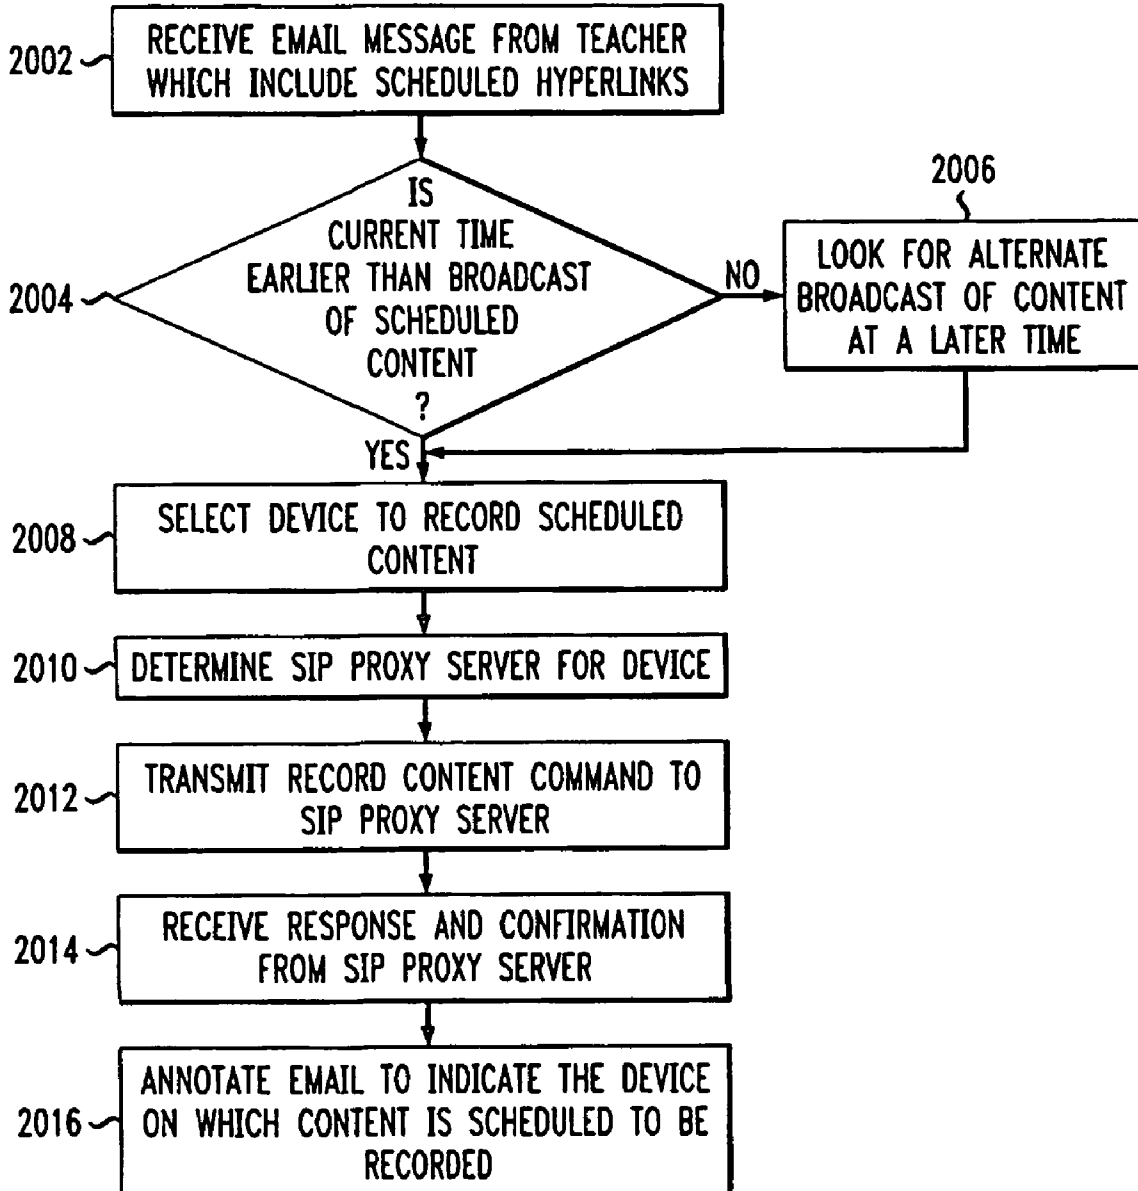 2002
RECEIVE EMAIL MESSAGE FROM TEACHER
WHICH INCLUDE SCHEDULED HYPERLINKS
2004
IS
CURRENT TIME
EARLIER THAN BROADCAST
OF SCHEDULED
CONTENT
?
NO
2006
LOOK FOR ALTERNATE
BROADCAST OF CONTENT
AT A LATER TIME
YES
2008
SELECT DEVICE TO RECORD SCHEDULED
CONTENT
2010
DETERMINE SIP PROXY SERVER FOR DEVICE
2012
TRANSMIT RECORD CONTENT COMMAND TO
SIP PROXY SERVER
2014
RECEIVE RESPONSE AND CONFIRMATION
FROM SIP PROXY SERVER
2016
ANNOTATE EMAIL TO INDICATE THE DEVICE
ON WHICH CONTENT IS SCHEDULED TO BE
RECORDED